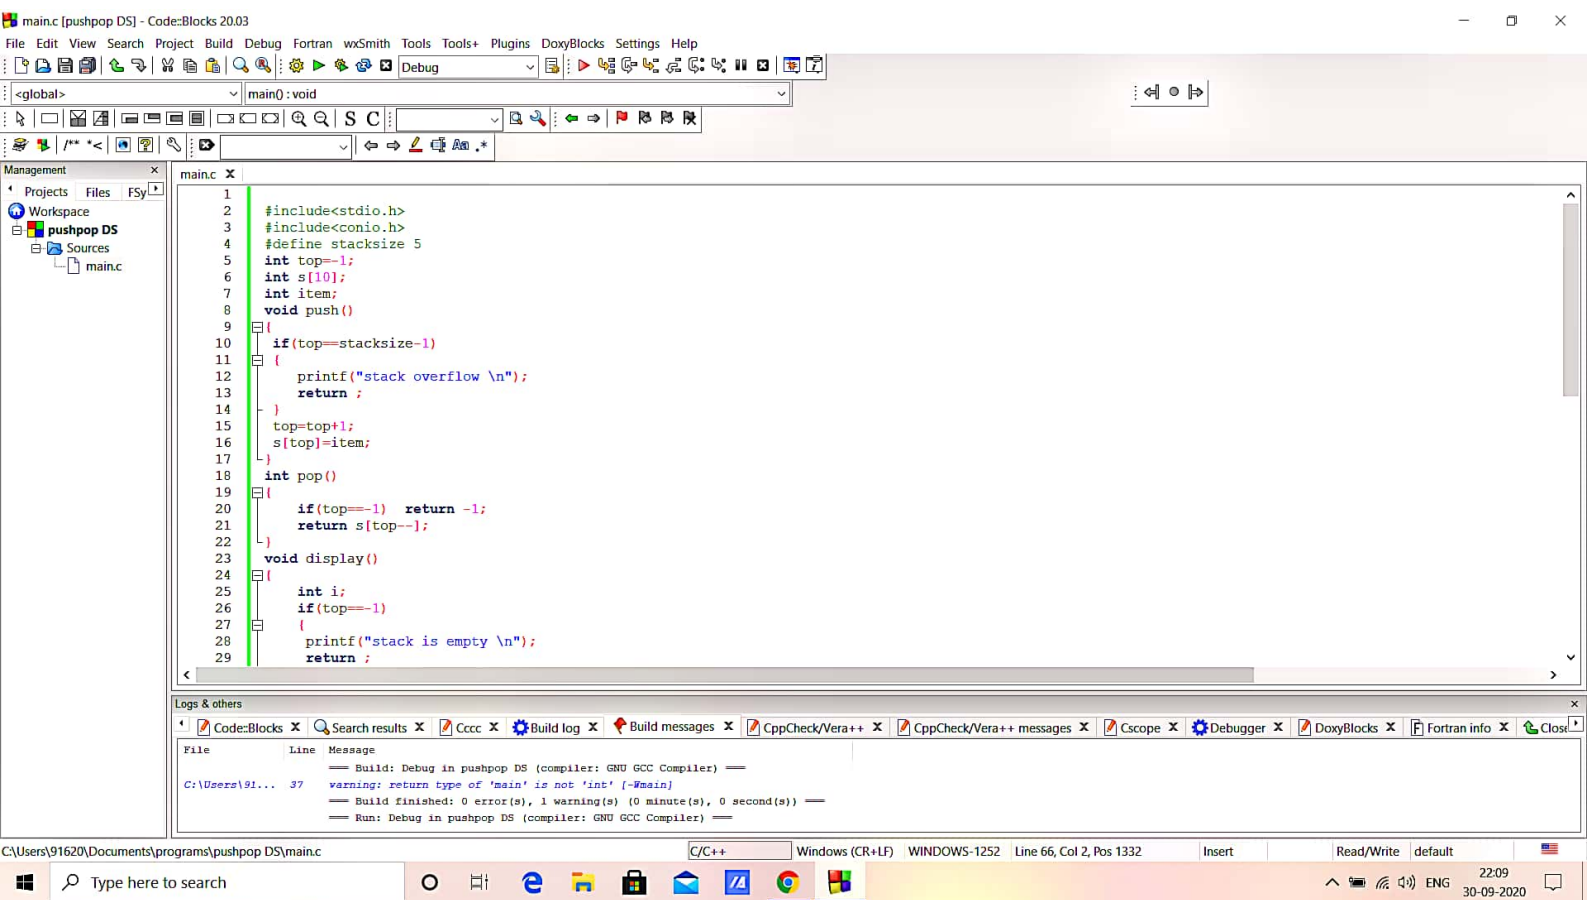 main.c [pushpop DS] - Code::Blocks 20.03
File Edit View Search Project Build Debug Fortran wxSmith Tools Tools+ Plugins DoxyBlocks Settings Help
Debug
<global> main() : void
S C
/** *<
Aa .*
Management
Projects Files FSy
Workspace
pushpop DS
Sources
main.c
main.c
1
2 #include<stdio.h>
3 #include<conio.h>
4 #define stacksize 5
5 int top=-1;
6 int s[10];
7 int item;
8 void push()
9 {
10 if(top==stacksize-1)
11 {
12 printf("stack overflow \n");
13 return ;
14 }
15 top=top+1;
16 s[top]=item;
17 }
18 int pop()
19 {
20 if(top==-1) return -1;
21 return s[top--];
22 }
23 void display()
24 {
25 int i;
26 if(top==-1)
27 {
28 printf("stack is empty \n");
29 return ;
Logs & others
Code::Blocks Search results Cccc Build log Build messages CppCheck/Vera++ CppCheck/Vera++ messages Cscope Debugger DoxyBlocks Fortran info Close
File Line Message
=== Build: Debug in pushpop DS (compiler: GNU GCC Compiler) ===
C:\Users\91... 37 warning: return type of 'main' is not 'int' [-Wmain]
=== Build finished: 0 error(s), 1 warning(s) (0 minute(s), 0 second(s)) ===
=== Run: Debug in pushpop DS (compiler: GNU GCC Compiler) ===
C:\Users\91620\Documents\programs\pushpop DS\main.c C/C++ Windows (CR+LF) WINDOWS-1252 Line 66, Col 2, Pos 1332 Insert Read/Write default
Type here to search
ENG
22:09
30-09-2020